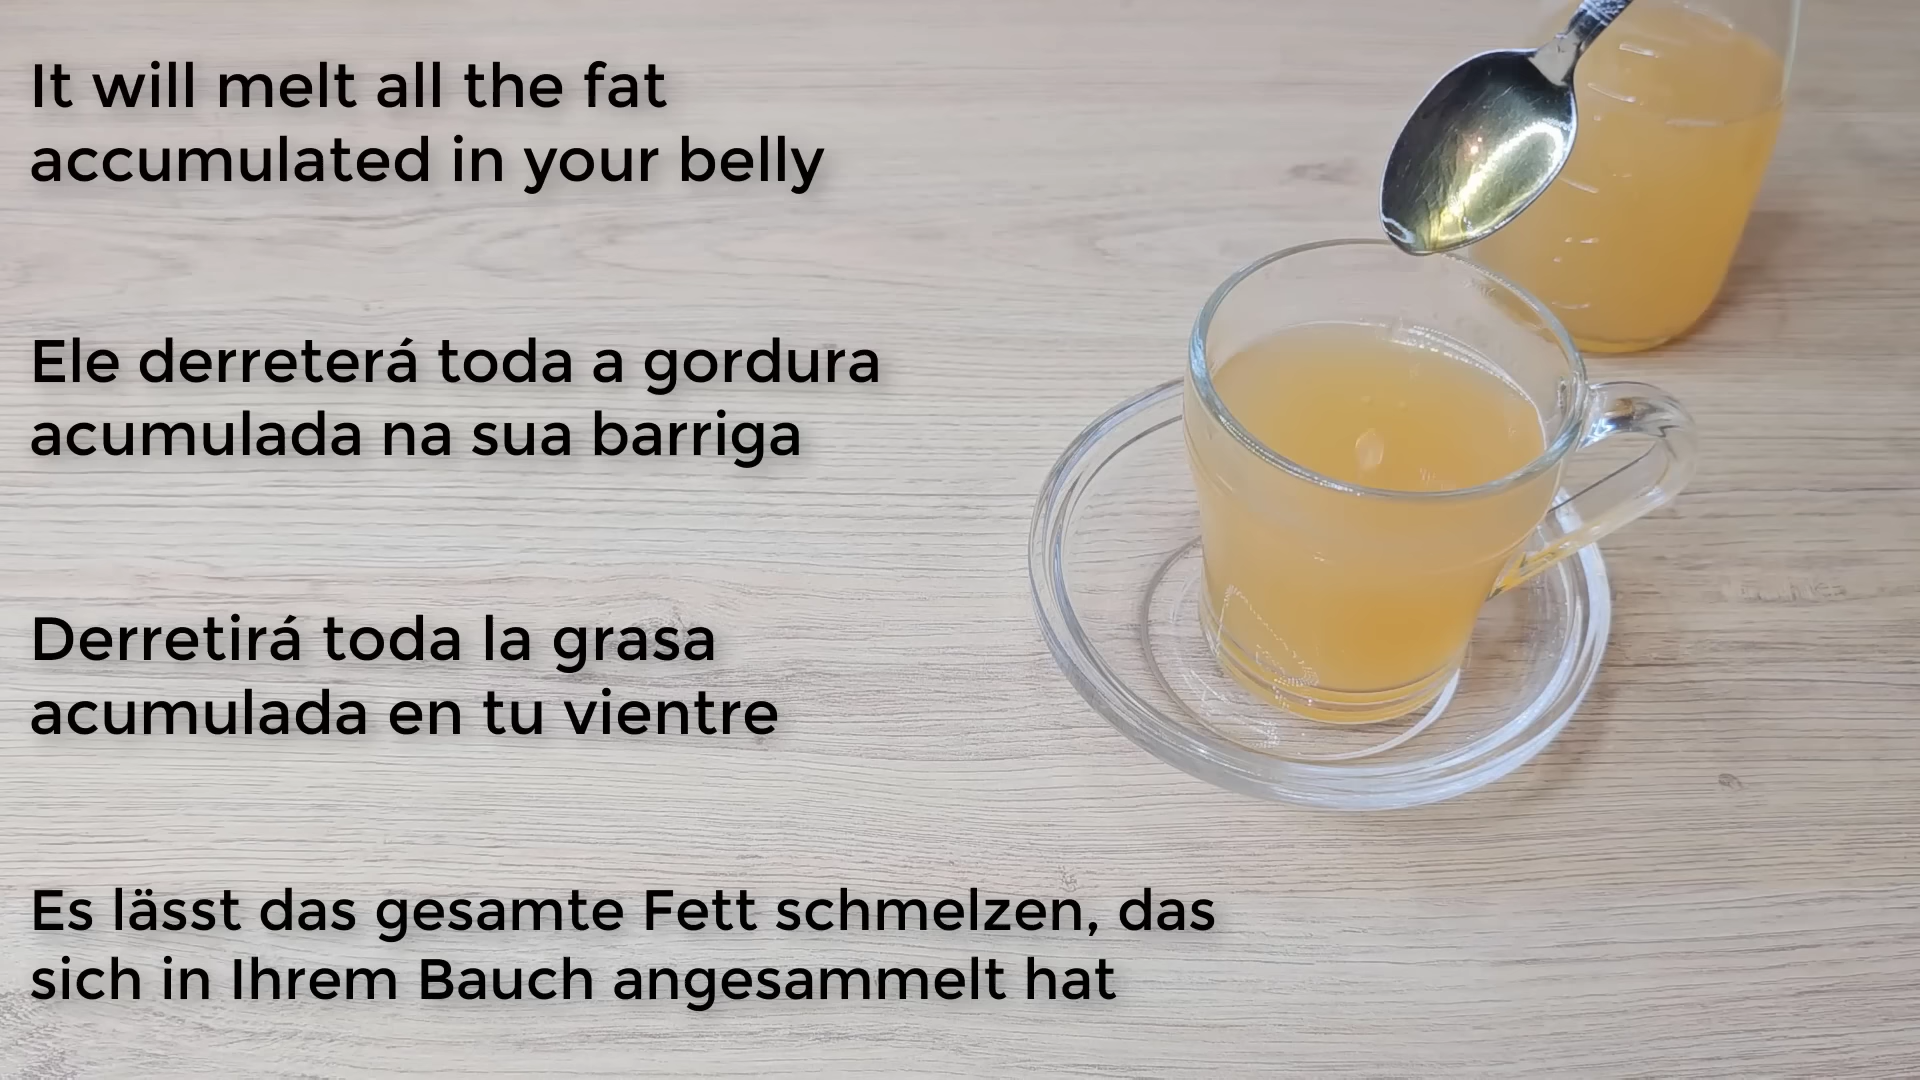 It will melt all the fat
accumulated in your belly
Ele derreterá toda a gordura
acumulada na sua barriga
Derretirá toda la grasa
acumulada en tu vientre
Es lässt das gesamte Fett schmelzen, das
sich in Ihrem Bauch angesammelt hat